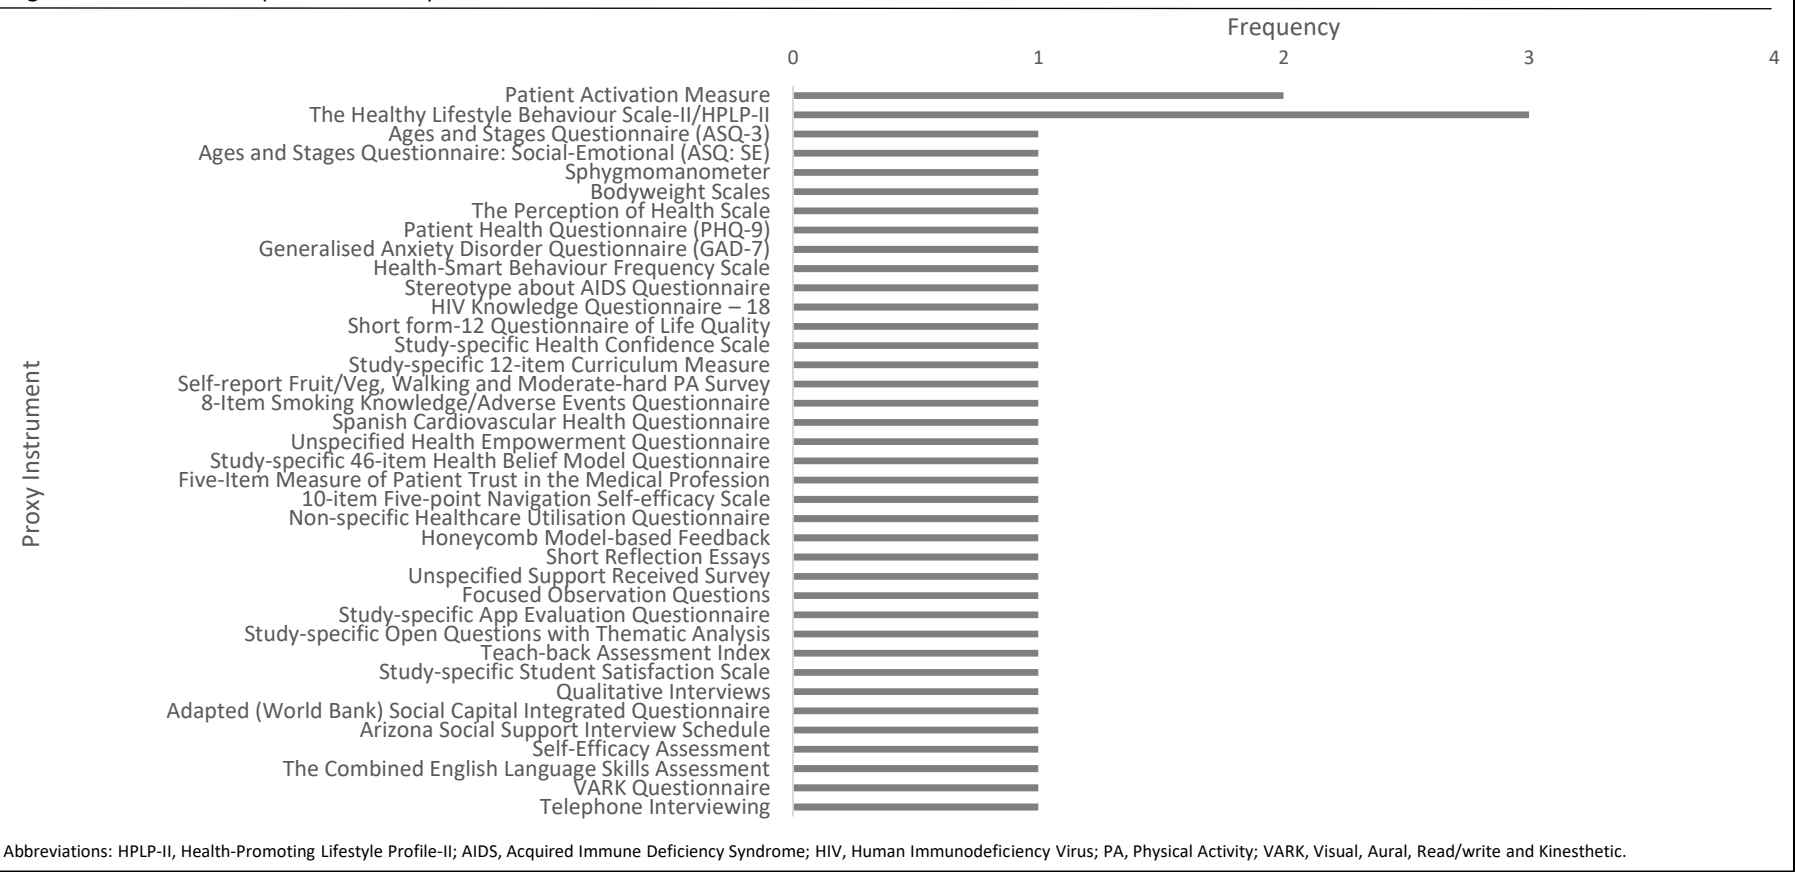 Frequency
0 1 2 3 4
Patient Activation Measure
The Healthy Lifestyle Behaviour Scale-II/HPLP-II
Ages and Stages Questionnaire (ASQ-3)
Ages and Stages Questionnaire: Social-Emotional (ASQ: SE)
Sphygmomanometer
Bodyweight Scales
The Perception of Health Scale
Patient Health Questionnaire (PHQ-9)
Generalised Anxiety Disorder Questionnaire (GAD-7)
Health-Smart Behaviour Frequency Scale
Stereotype about AIDS Questionnaire
HIV Knowledge Questionnaire – 18
Short form-12 Questionnaire of Life Quality
Study-specific Health Confidence Scale
Study-specific 12-item Curriculum Measure
Self-report Fruit/Veg, Walking and Moderate-hard PA Survey
8-Item Smoking Knowledge/Adverse Events Questionnaire
Spanish Cardiovascular Health Questionnaire
Unspecified Health Empowerment Questionnaire
Study-specific 46-item Health Belief Model Questionnaire
Five-Item Measure of Patient Trust in the Medical Profession
10-item Five-point Navigation Self-efficacy Scale
Non-specific Healthcare Utilisation Questionnaire
Honeycomb Model-based Feedback
Short Reflection Essays
Unspecified Support Received Survey
Focused Observation Questions
Study-specific App Evaluation Questionnaire
Study-specific Open Questions with Thematic Analysis
Teach-back Assessment Index
Study-specific Student Satisfaction Scale
Qualitative Interviews
Adapted (World Bank) Social Capital Integrated Questionnaire
Arizona Social Support Interview Schedule
Self-Efficacy Assessment
The Combined English Language Skills Assessment
VARK Questionnaire
Telephone Interviewing
Proxy Instrument
Abbreviations: HPLP-II, Health-Promoting Lifestyle Profile-II; AIDS, Acquired Immune Deficiency Syndrome; HIV, Human Immunodeficiency Virus; PA, Physical Activity; VARK, Visual, Aural, Read/write and Kinesthetic.